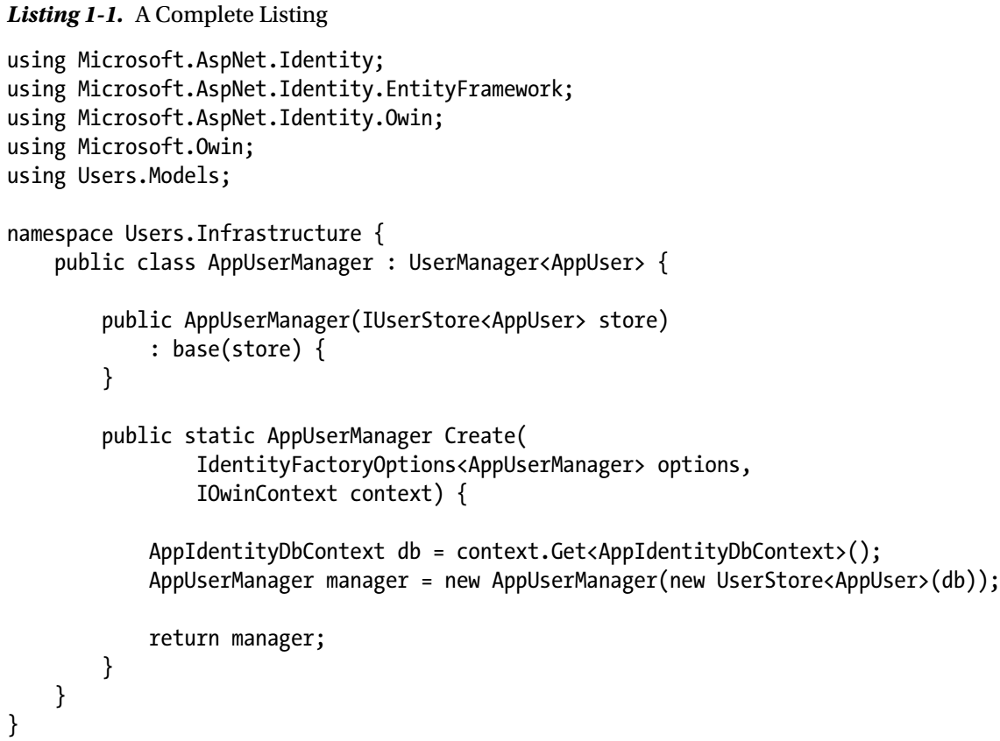 Listing 1-1. A Complete Listing
using Microsoft.AspNet.Identity;
using Microsoft.AspNet.Identity.EntityFramework;
using Microsoft.AspNet.Identity.Owin;
using Microsoft.Owin;
using Users.Models;
namespace Users.Infrastructure {
    public class AppUserManager : UserManager<AppUser> {
        public AppUserManager(IUserStore<AppUser> store)
            : base(store) {
        }
        public static AppUserManager Create(
                IdentityFactoryOptions<AppUserManager> options,
                IOwinContext context) {
            AppIdentityDbContext db = context.Get<AppIdentityDbContext>();
            AppUserManager manager = new AppUserManager(new UserStore<AppUser>(db));
            return manager;
        }
    }
}